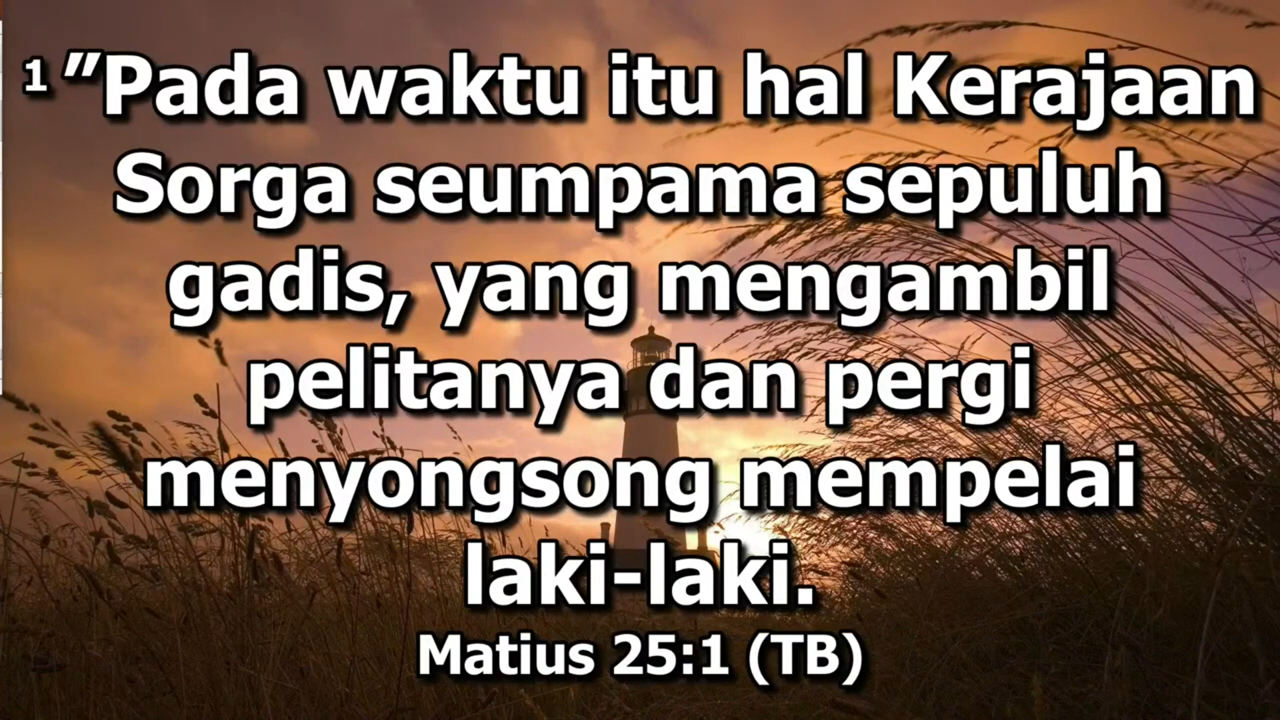 1 "Pada waktu itu hal Kerajaan
Sorga seumpama sepuluh
gadis, yang mengambil
pelitanya dan pergi
menyongsong mempelai
laki-laki.
Matius 25:1 (TB)